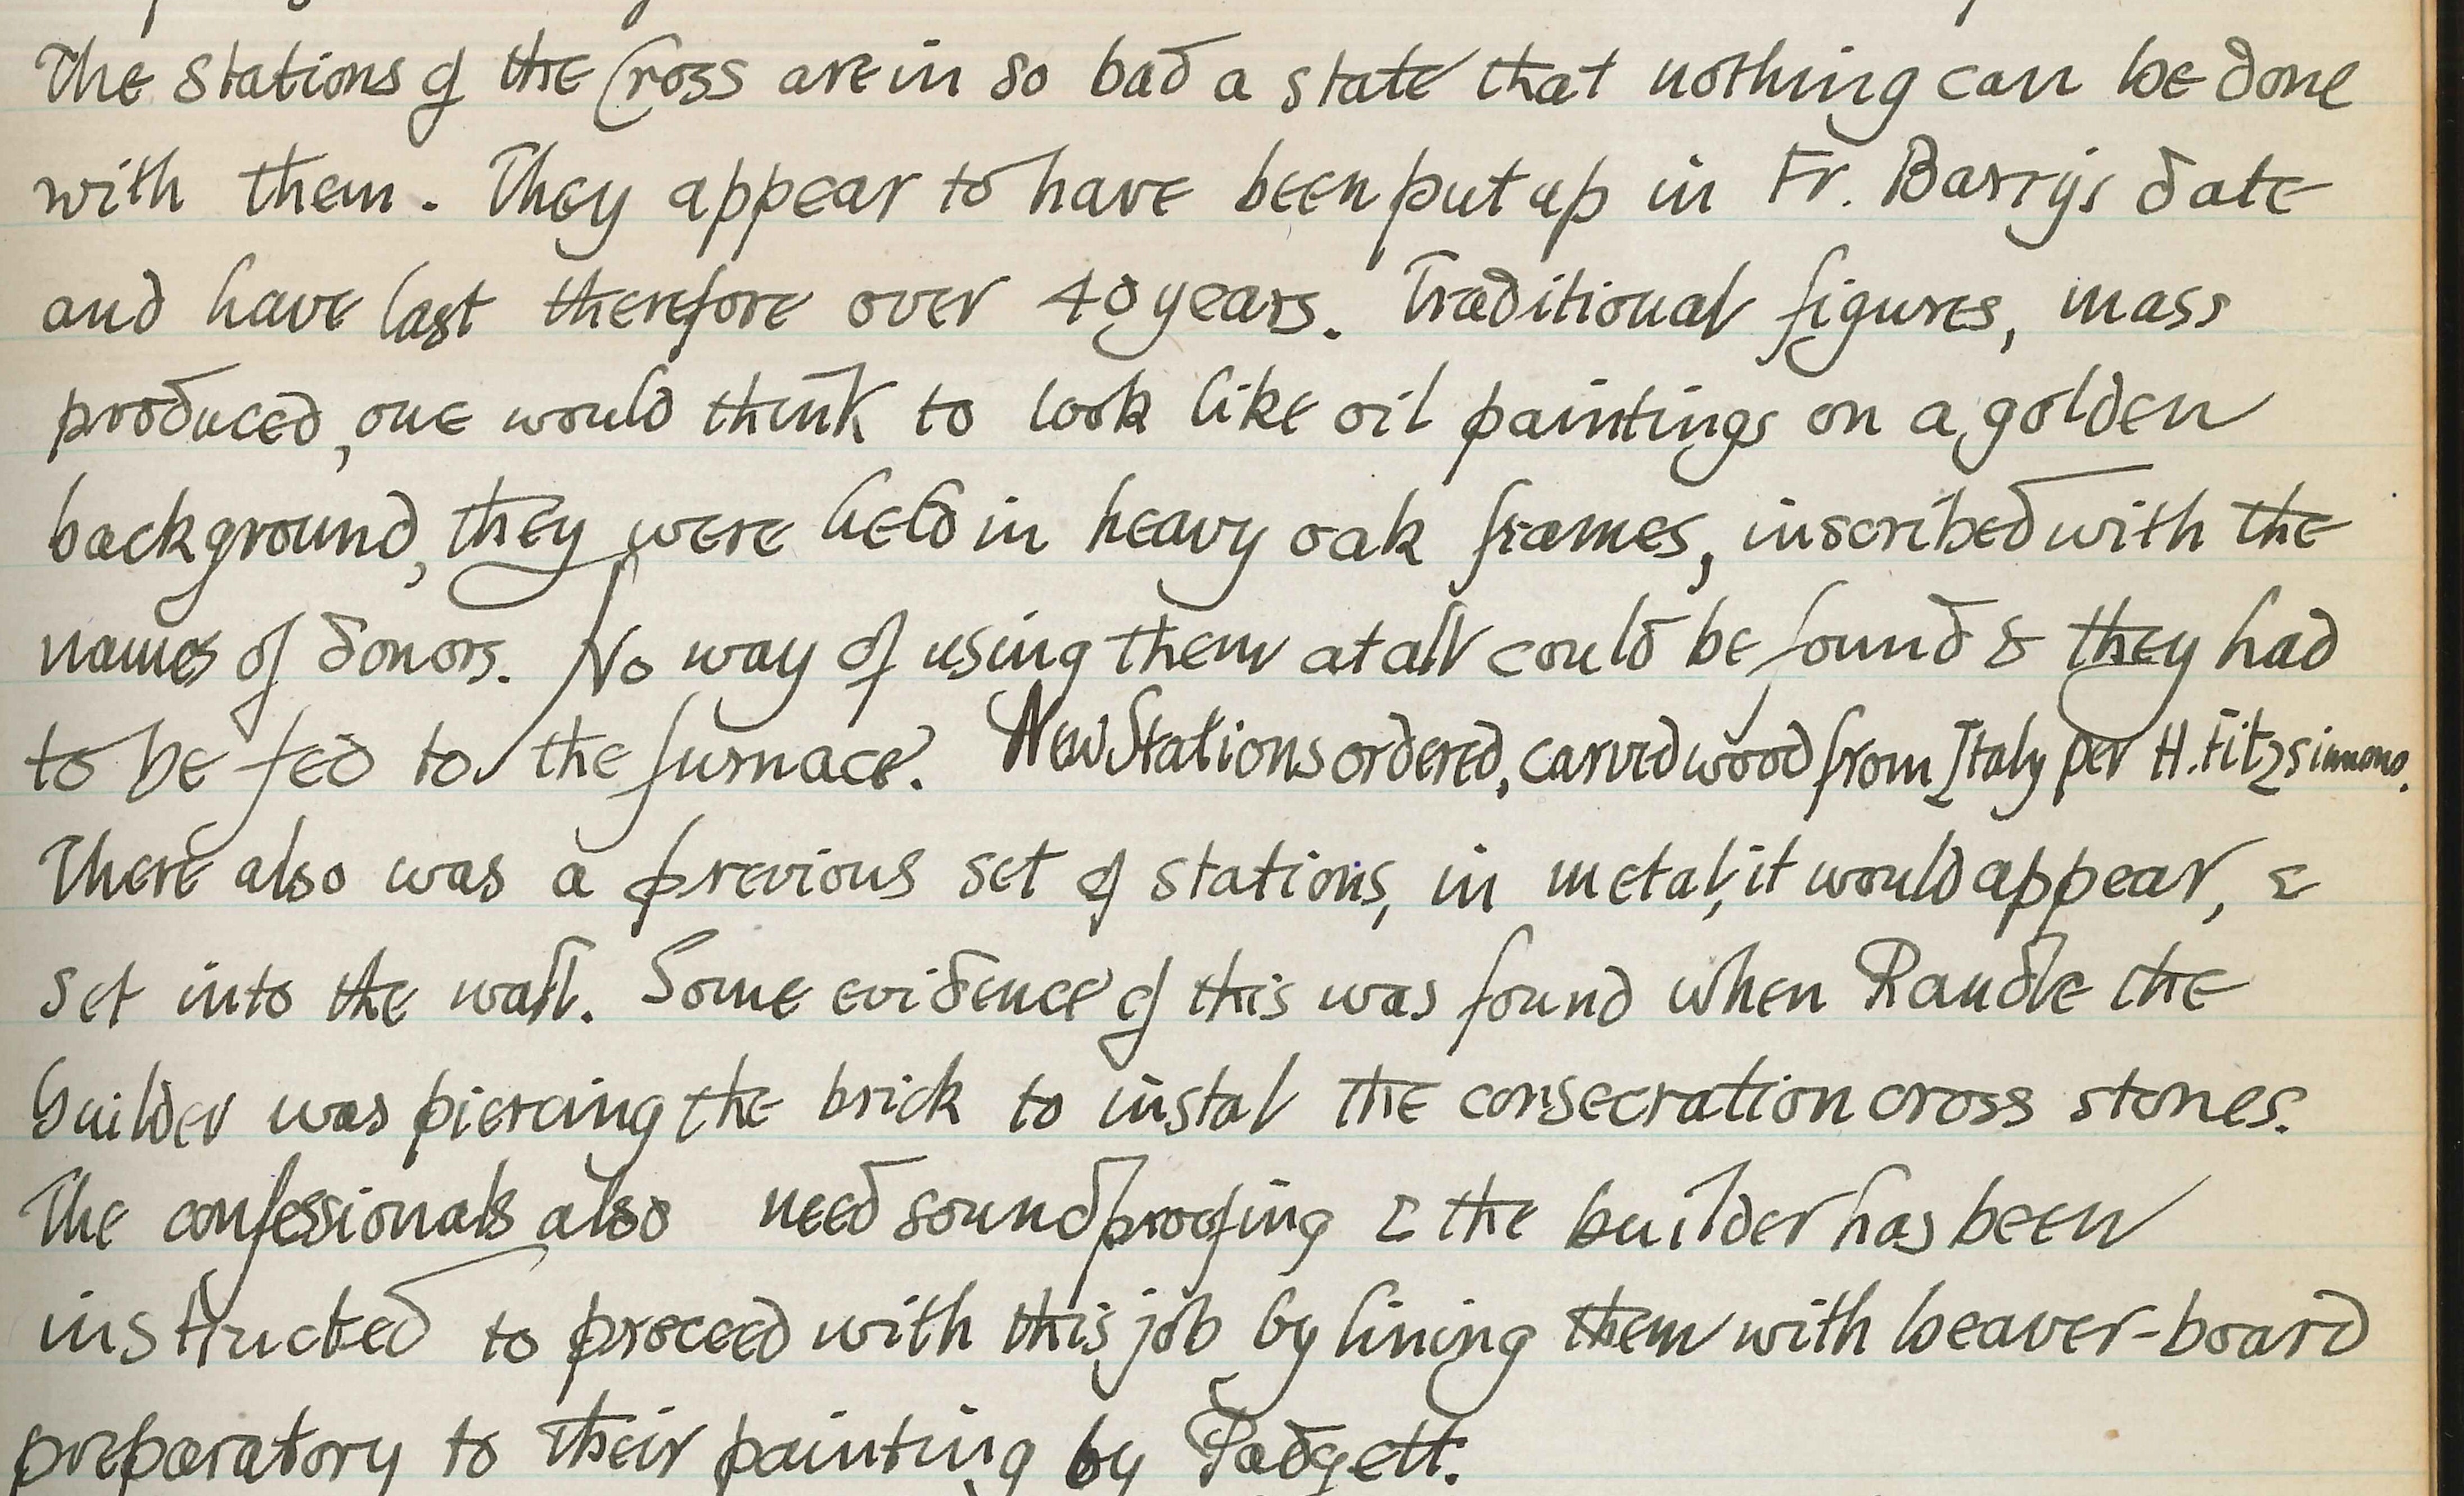 The Stations of the Cross are in so bad a state that nothing can be done
with them. They appear to have been put up in Fr. Barry's date
and have last therefore over 40 years. Traditional figures, mass
produced, one would think to look like oil paintings on a golden
background, they were held in heavy oak frames, inscribed with the
names of donors. No way of using them at all could be found & they had
to be fed to the furnace. New Stations ordered, carved wood from Italy per H. Fitzsimmons.
There also was a previous set of stations, in metal, it would appear, &
set into the wall. Some evidence of this was found when Randle the
builder was piercing the brick to instal the consecration cross stones.
The confessionals also need soundproofing & the builder has been
instructed to proceed with this job by lining them with beaver-board
preparatory to their painting by Padgett.